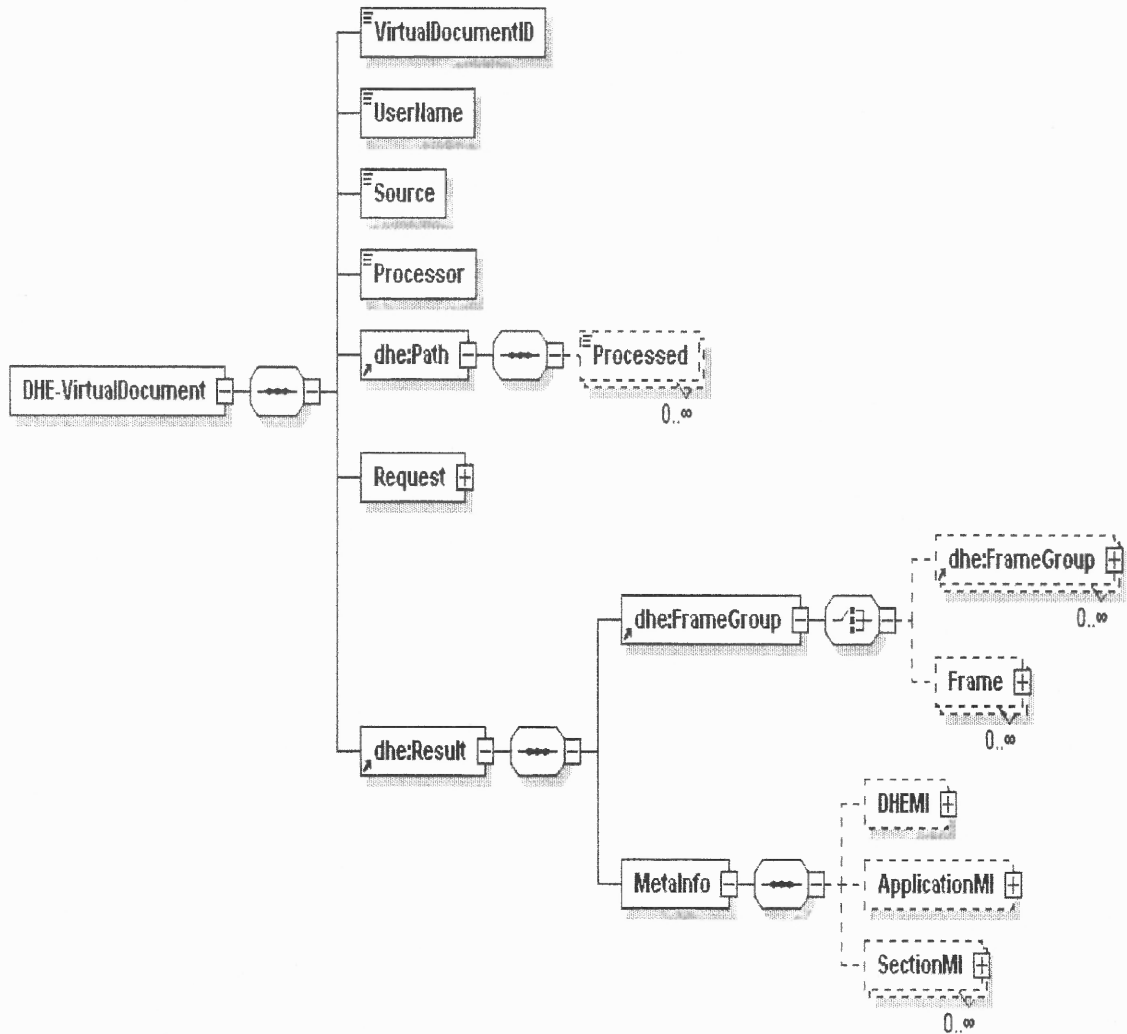 VirtualDocumentID
UserName
Source
Processor
dhe:Path
Processed
0..∞
DHE-VirtualDocument
Request
dhe:FrameGroup
0..∞
dhe:FrameGroup
Frame
0..∞
dhe:Result
DHEMI
MetaInfo
ApplicationMI
SectionMI
0..∞